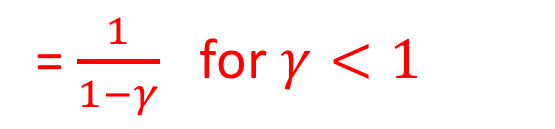 = 1/(1−γ) for γ < 1